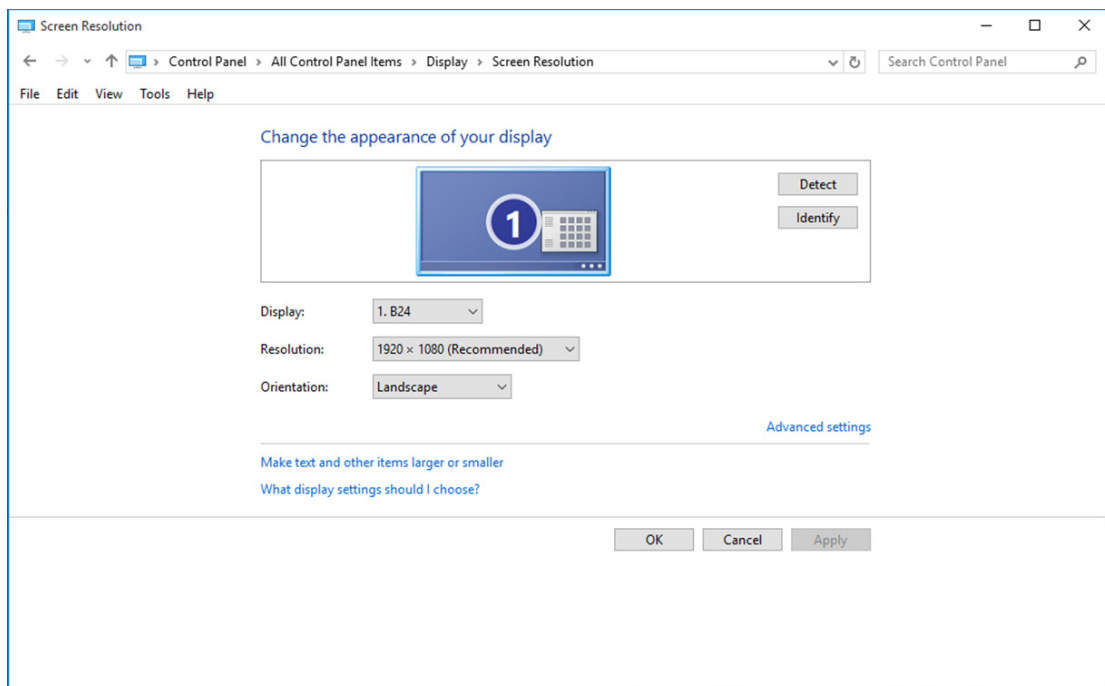 Screen Resolution
Control Panel > All Control Panel Items > Display > Screen Resolution
Search Control Panel
File Edit View Tools Help
Change the appearance of your display
1
Detect
Identify
Display: 1. B24
Resolution: 1920 × 1080 (Recommended)
Orientation: Landscape
Advanced settings
Make text and other items larger or smaller
What display settings should I choose?
OK Cancel Apply